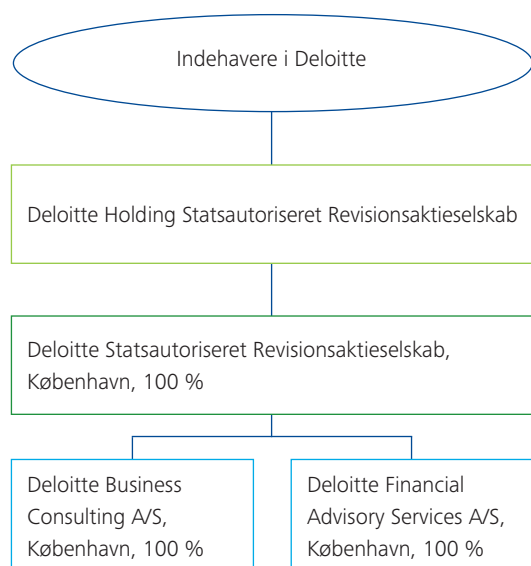 Indehavere i Deloitte
Deloitte Holding Statsautoriseret Revisionsaktieselskab
Deloitte Statsautoriseret Revisionsaktieselskab,
København, 100 %
Deloitte Business
Consulting A/S,
København, 100 %
Deloitte Financial
Advisory Services A/S,
København, 100 %